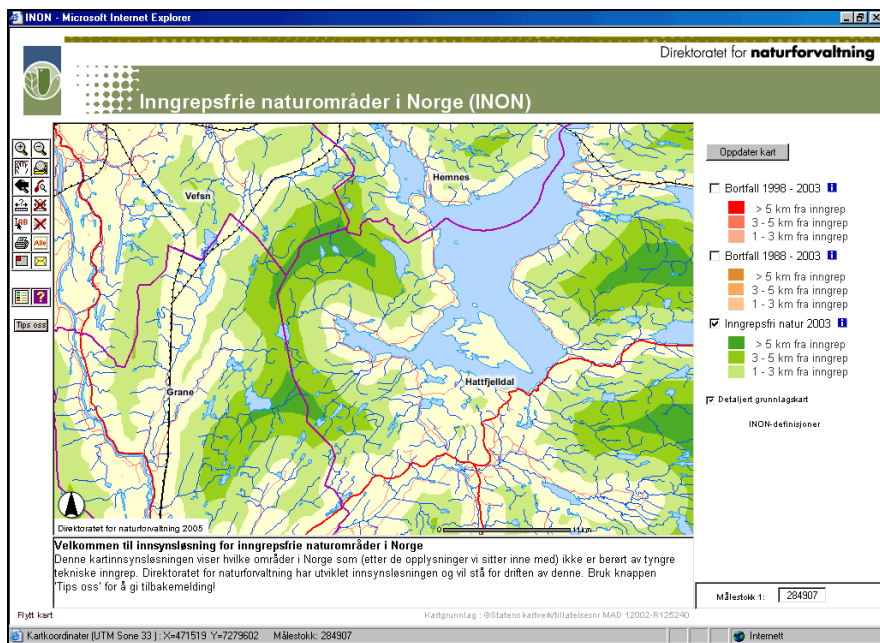 INON - Microsoft Internet Explorer
Direktoratet for naturforvaltning
Inngrepsfrie naturområder i Norge (INON)
Oppdater kart
Bortfall 1998 - 2003
> 5 km fra inngrep
3 - 5 km fra inngrep
1 - 3 km fra inngrep
Bortfall 1988 - 2003
> 5 km fra inngrep
3 - 5 km fra inngrep
1 - 3 km fra inngrep
Inngrepsfri natur 2003
> 5 km fra inngrep
3 - 5 km fra inngrep
1 - 3 km fra inngrep
Detaljert grunnlagskart
INON-definisjoner
Alle
Tips oss
Hemnes
Vefsn
Grane
Hattfjelldal
Direktoratet for naturforvaltning 2005
0 11 km
Velkommen til innsynsløsning for inngrepsfrie naturområder i Norge
Denne kartinnsynsløsningen viser hvilke områder i Norge som (etter de opplysninger vi sitter inne med) ikke er berørt av tyngre
tekniske inngrep. Direktoratet for naturforvaltning har utviklet innsynsløsningen og vil stå for driften av denne. Bruk knappen
'Tips oss' for å gi tilbakemelding!
Målestokk 1: 284907
Flytt kart
Kartgrunnlag : ©Statens kartverk/tillatelsesnr MAD 12002-R125240
Kartkoordinater (UTM Sone 33 ) : X=471519 Y=7279602 Målestokk: 284907
Internett